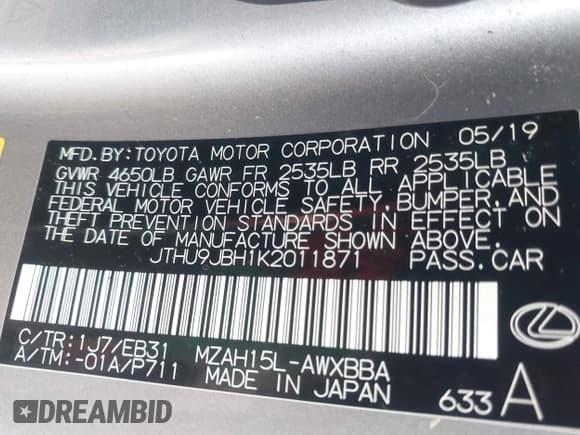 MFD.BY:TOYOTA MOTOR CORPORATION 05/19
GVWR 4650LB GAWR FR 2535LB RR 2535LB
THIS VEHICLE CONFORMS TO ALL APPLICABLE
FEDERAL MOTOR VEHICLE SAFETY,BUMPER,AND
THEFT PREVENTION STANDARDS IN EFFECT ON
THE DATE OF MANUFACTURE SHOWN ABOVE.
JTHU9JBH1K2011871 PASS.CAR
C/TR:1J7/EB31 MZAH15L-AWXBBA
A/TM:-01A/P711 MADE IN JAPAN 633 A
DREAMBID